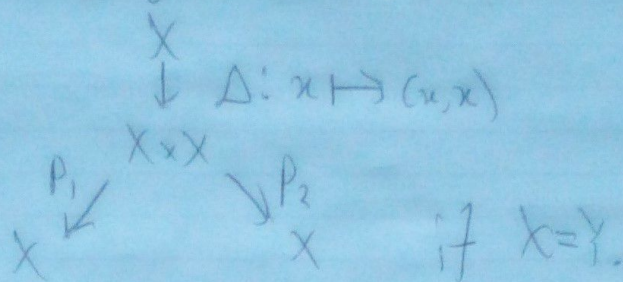 X
↓ Δ: x ↦ (x,x)
X × X
P₁ ↙ ↘ P₂
X X if X=Y.